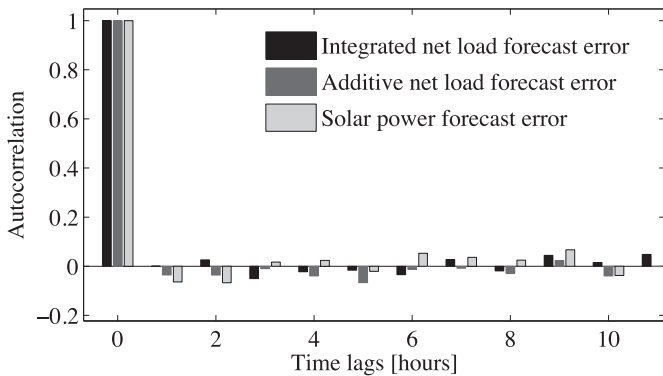 1
0.8
0.6
0.4
0.2
0
−0.2
Autocorrelation
Integrated net load forecast error
Additive net load forecast error
Solar power forecast error
0 2 4 6 8 10
Time lags [hours]